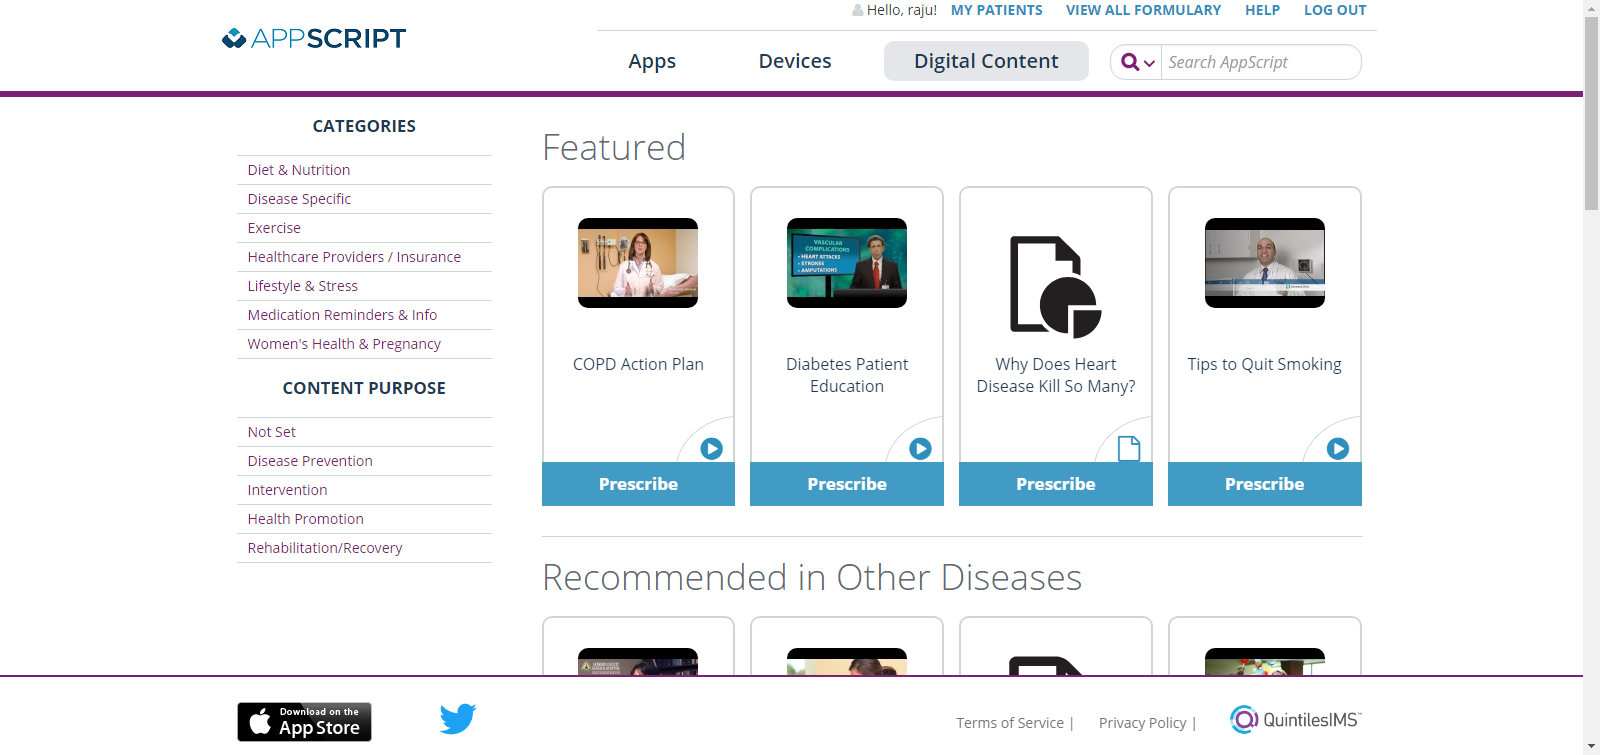 Hello, raju! MY PATIENTS VIEW ALL FORMULARY HELP LOG OUT
APPSCRIPT
Apps Devices Digital Content Search AppScript
CATEGORIES
Diet & Nutrition
Disease Specific
Exercise
Healthcare Providers / Insurance
Lifestyle & Stress
Medication Reminders & Info
Women's Health & Pregnancy
CONTENT PURPOSE
Not Set
Disease Prevention
Intervention
Health Promotion
Rehabilitation/Recovery
Featured
VASCULAR
COMPLICATIONS
• HEART ATTACKS
• STROKES
• AMPUTATIONS
COPD Action Plan
Diabetes Patient
Education
Why Does Heart
Disease Kill So Many?
Tips to Quit Smoking
Prescribe Prescribe Prescribe Prescribe
Recommended in Other Diseases
Download on the
App Store
Terms of Service | Privacy Policy | QuintilesIMS™